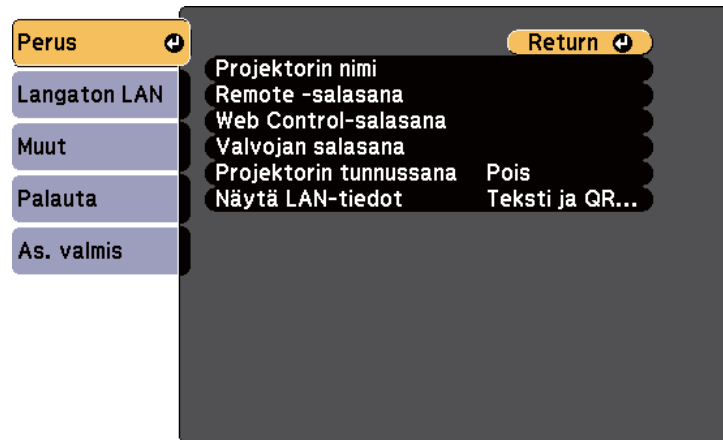 Perus
Langaton LAN
Muut
Palauta
As. valmis
Return
Projektorin nimi
Remote -salasana
Web Control-salasana
Valvojan salasana
Projektorin tunnussana Pois
Näytä LAN-tiedot Teksti ja QR...